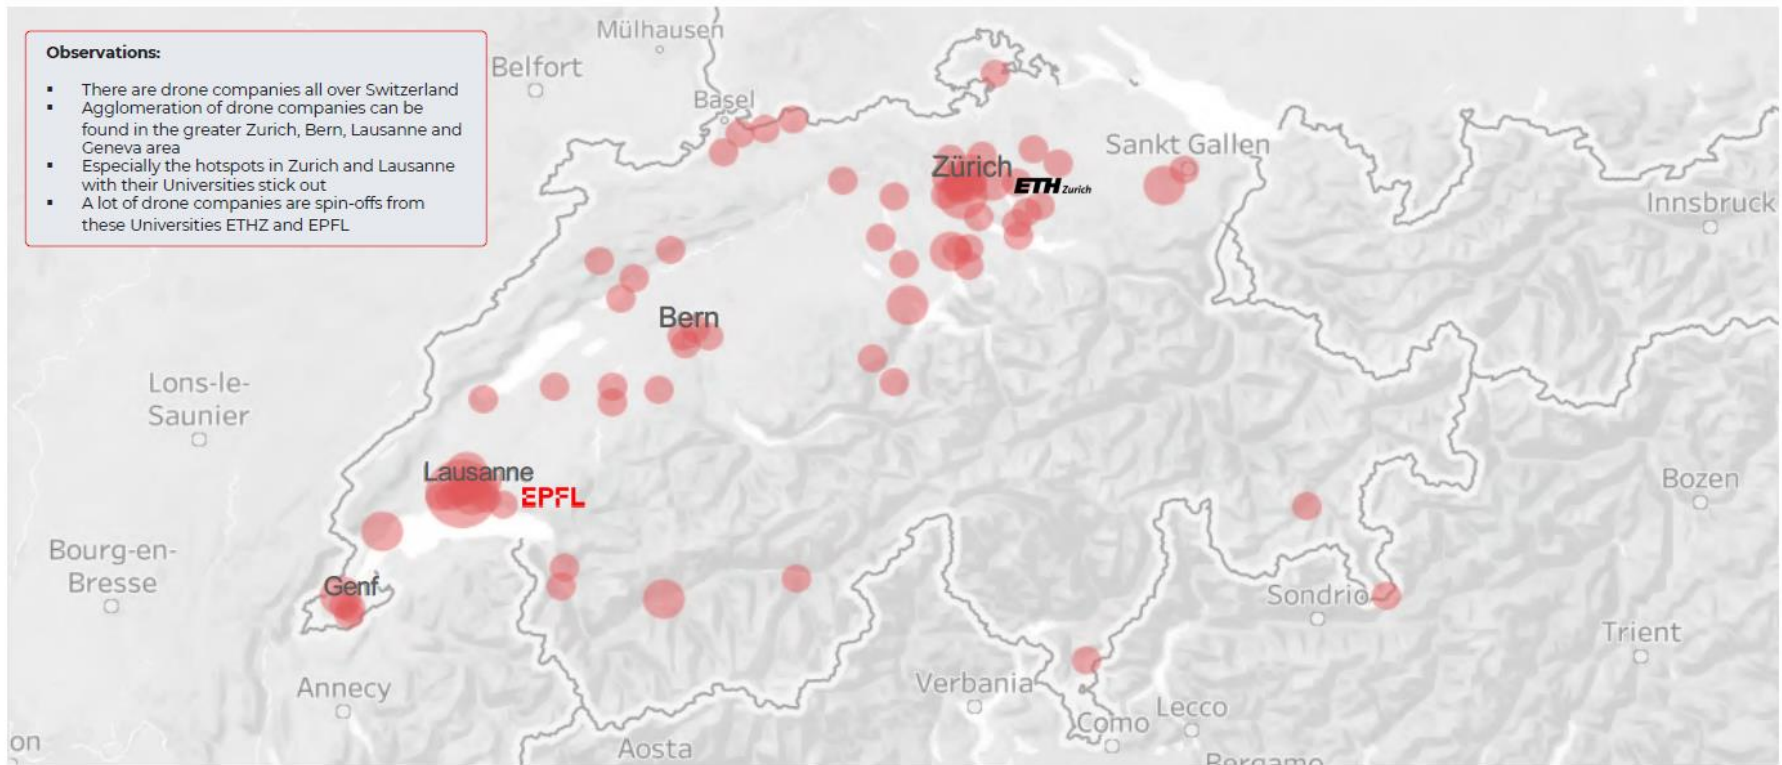 Observations:
▪ There are drone companies all over Switzerland
▪ Agglomeration of drone companies can be
found in the greater Zurich, Bern, Lausanne and
Geneva area
▪ Especially the hotspots in Zurich and Lausanne
with their Universities stick out
▪ A lot of drone companies are spin-offs from
these Universities ETHZ and EPFL
Mülhausen
Belfort
Basel
Zürich
ETH Zurich
Sankt Gallen
Innsbruck
Bern
Lons-le-
Saunier
Lausanne
EPFL
Bozen
Bourg-en-
Bresse
Genf
Sondrio
Trient
Annecy
Verbania
Como
Lecco
Aosta
Bergamo
on